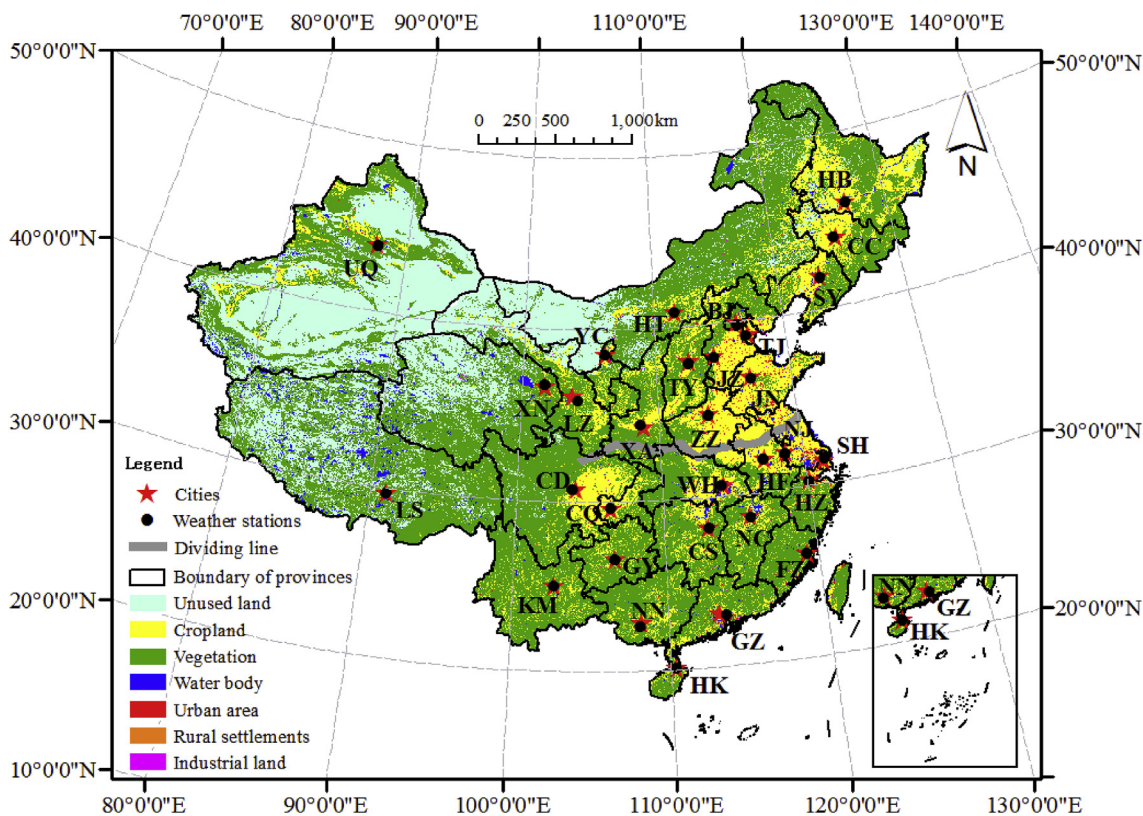 70°0'0"E 80°0'0"E 90°0'0"E 110°0'0"E 130°0'0"E 140°0'0"E
50°0'0"N
50°0'0"N
0 250 500 1,000km
N
HB
CC
40°0'0"N
40°0'0"N
UQ
SY
BJ
HT
TJ
YC
SJZ
TY
JN
XN
LZ
30°0'0"N
30°0'0"N
ZZ
NJ
XA
SH
Legend
Cities
Weather stations
Dividing line
Boundary of provinces
Unused land
Cropland
Vegetation
Water body
Urban area
Rural settlements
Industrial land
CD
WH
HF
LS
CQ
HZ
CS
NC
GY
FZ
20°0'0"N
20°0'0"N
KM
NN
GZ
HK
NN
GZ
HK
10°0'0"N
10°0'0"N
80°0'0"E 90°0'0"E 100°0'0"E 110°0'0"E 120°0'0"E 130°0'0"E